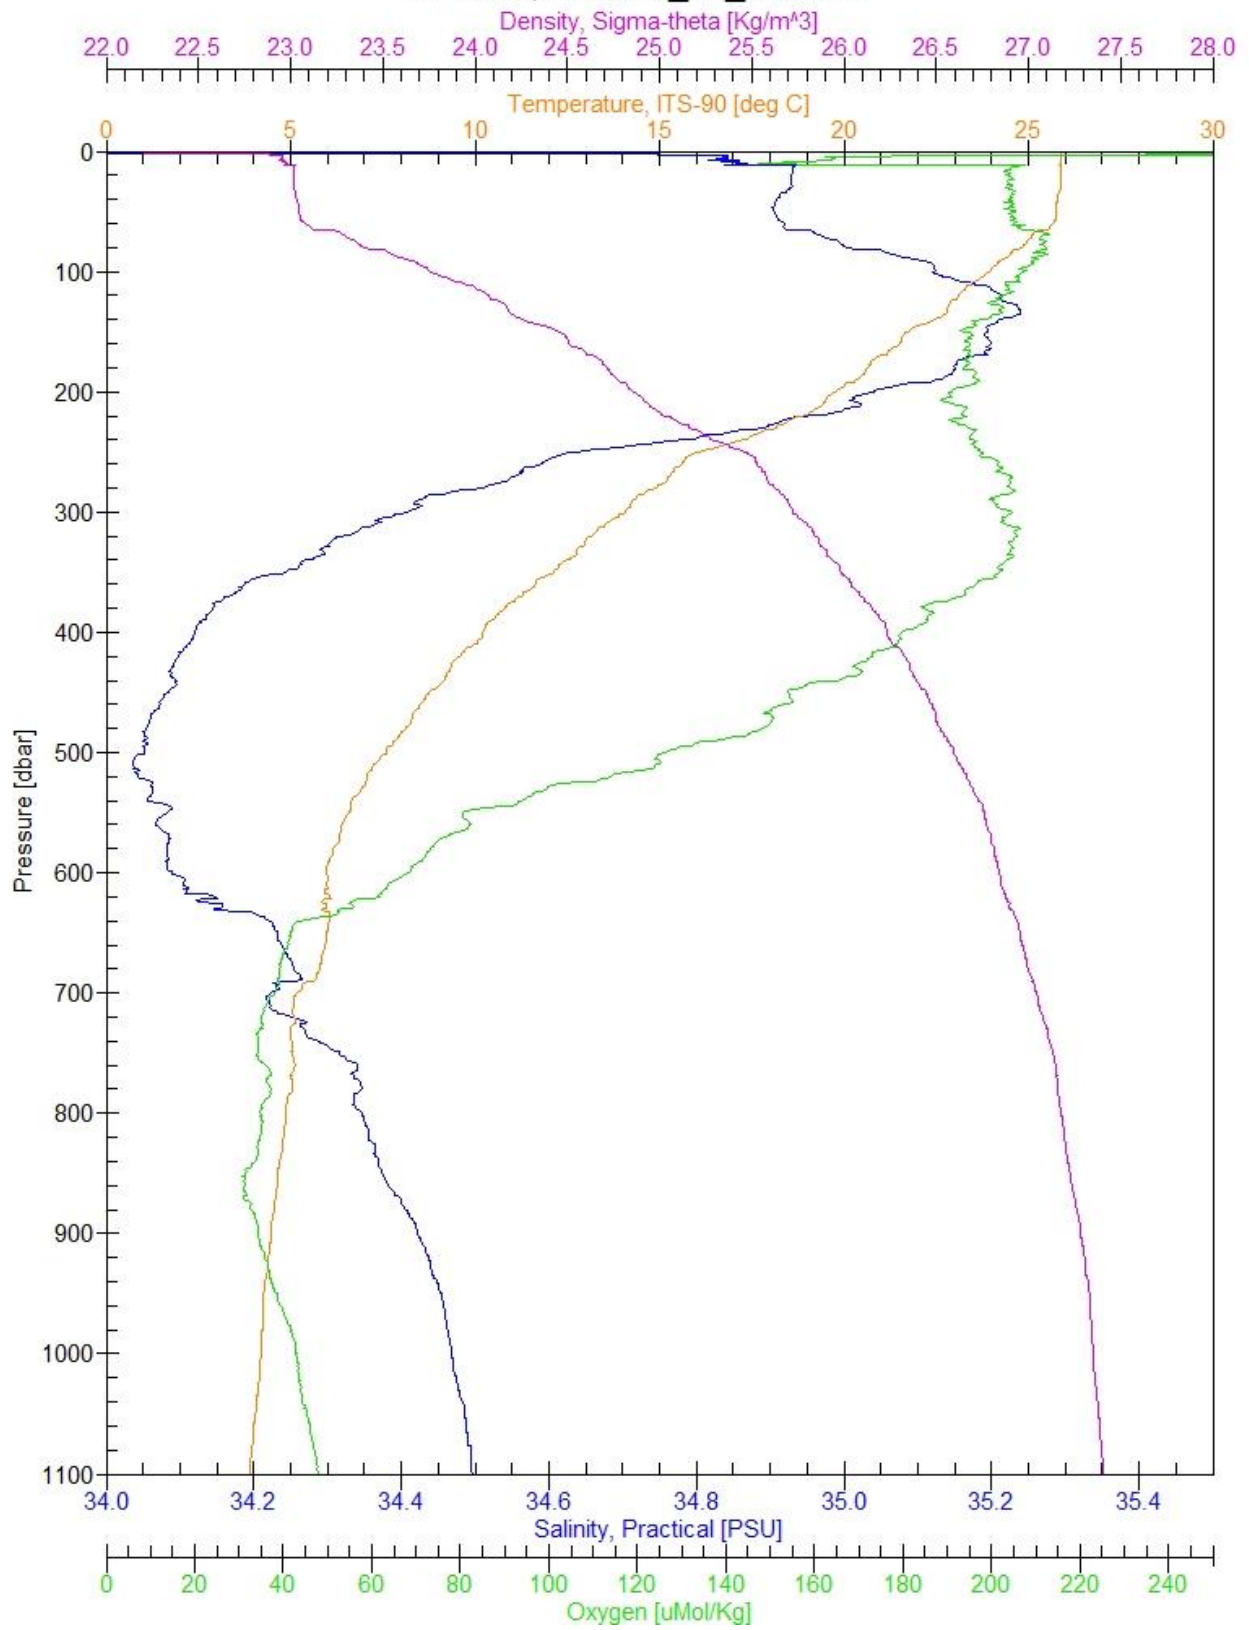 Density, Sigma-theta [Kg/m^3]
22.0 22.5 23.0 23.5 24.0 24.5 25.0 25.5 26.0 26.5 27.0 27.5 28.0
Temperature, ITS-90 [deg C]
0 5 10 15 20 25 30
0
100
200
300
400
500
600
700
800
900
1000
1100
Pressure [dbar]
34.0 34.2 34.4 34.6 34.8 35.0 35.2 35.4
Salinity, Practical [PSU]
0 20 40 60 80 100 120 140 160 180 200 220 240
Oxygen [uMol/Kg]